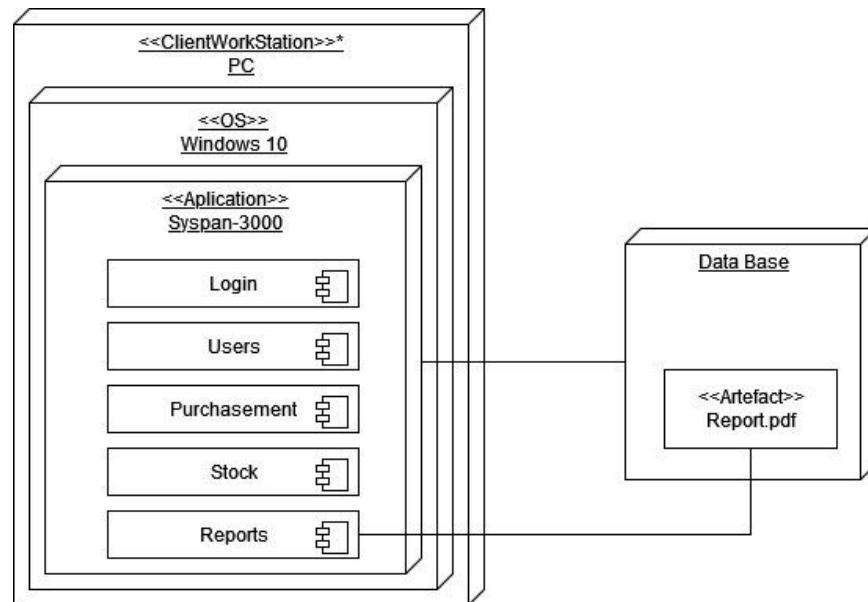 <<ClientWorkStation>>*
PC
<<OS>>
Windows 10
<<Aplication>>
Syspan-3000
Login
Users
Purchasement
Stock
Reports
Data Base
<<Artefact>>
Report.pdf